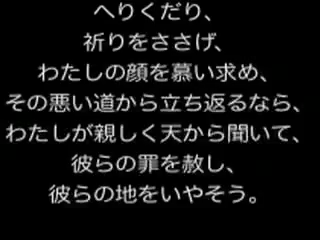 へりくだり、
祈りをささげ、
わたしの顔を慕い求め、
その悪い道から立ち返るなら、
わたしが親しく天から聞いて、
彼らの罪を赦し、
彼らの地をいやそう。